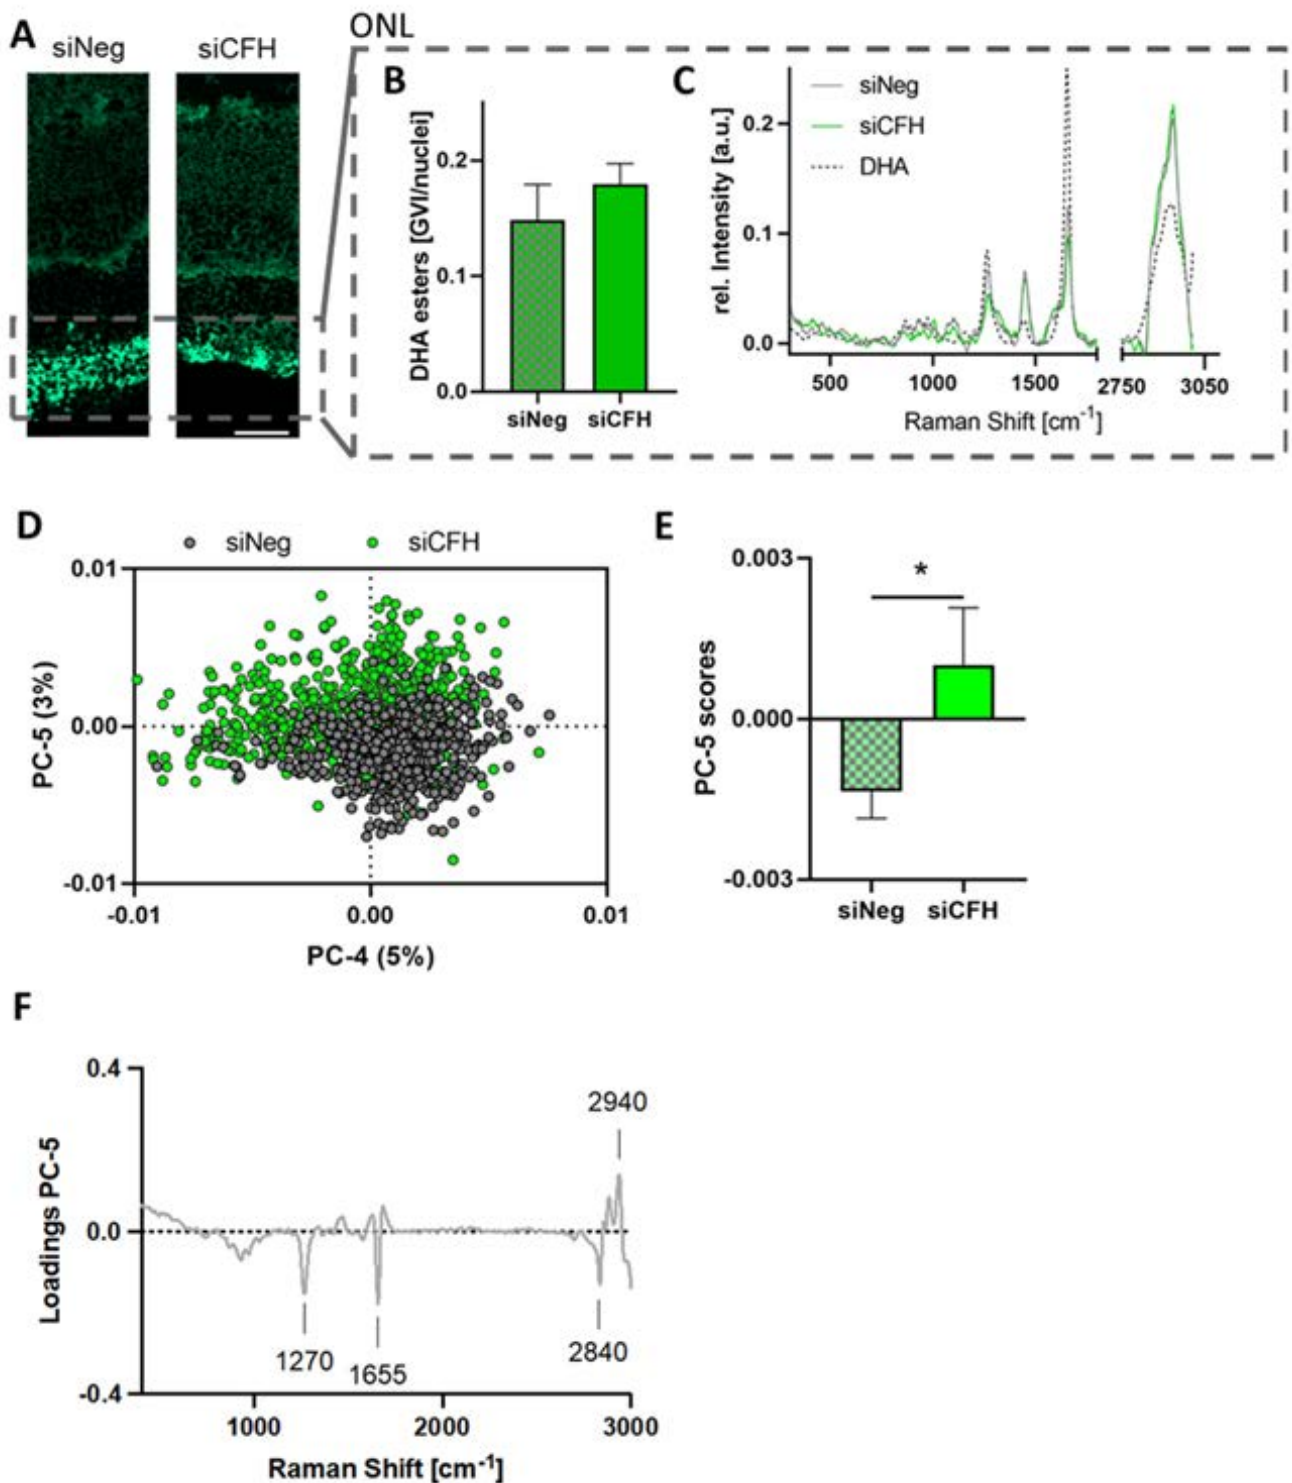 A
siNeg
siCFH
ONL
B
DHA esters [GVI/nuclei]
0.2
0.1
0.0
siNeg
siCFH
C
siNeg
siCFH
DHA
rel. Intensity [a.u.]
0.2
0.1
0.0
500
1000
1500
2750
3050
Raman Shift [cm⁻¹]
D
siNeg
siCFH
PC-5 (3%)
0.01
0.00
-0.01
-0.01
0.00
0.01
PC-4 (5%)
E
PC-5 scores
0.003
0.000
-0.003
*
siNeg
siCFH
F
Loadings PC-5
0.4
0.0
-0.4
2940
1270
1655
2840
1000
2000
3000
Raman Shift [cm⁻¹]